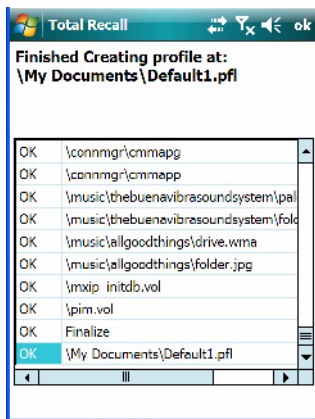 Total Recall ok
Finished Creating profile at:
\My Documents\Default1.pfl
OK \connmgr\cmmapg
OK \connmgr\cmmapp
OK \music\thebuenavibrasoundsystem\pal
OK \music\thebuenavibrasoundsystem\fold
OK \music\allgoodthings\drive.wma
OK \music\allgoodthings\folder.jpg
OK \mxip_initdb.vol
OK \pim.vol
OK Finalize
OK \My Documents\Default1.pfl